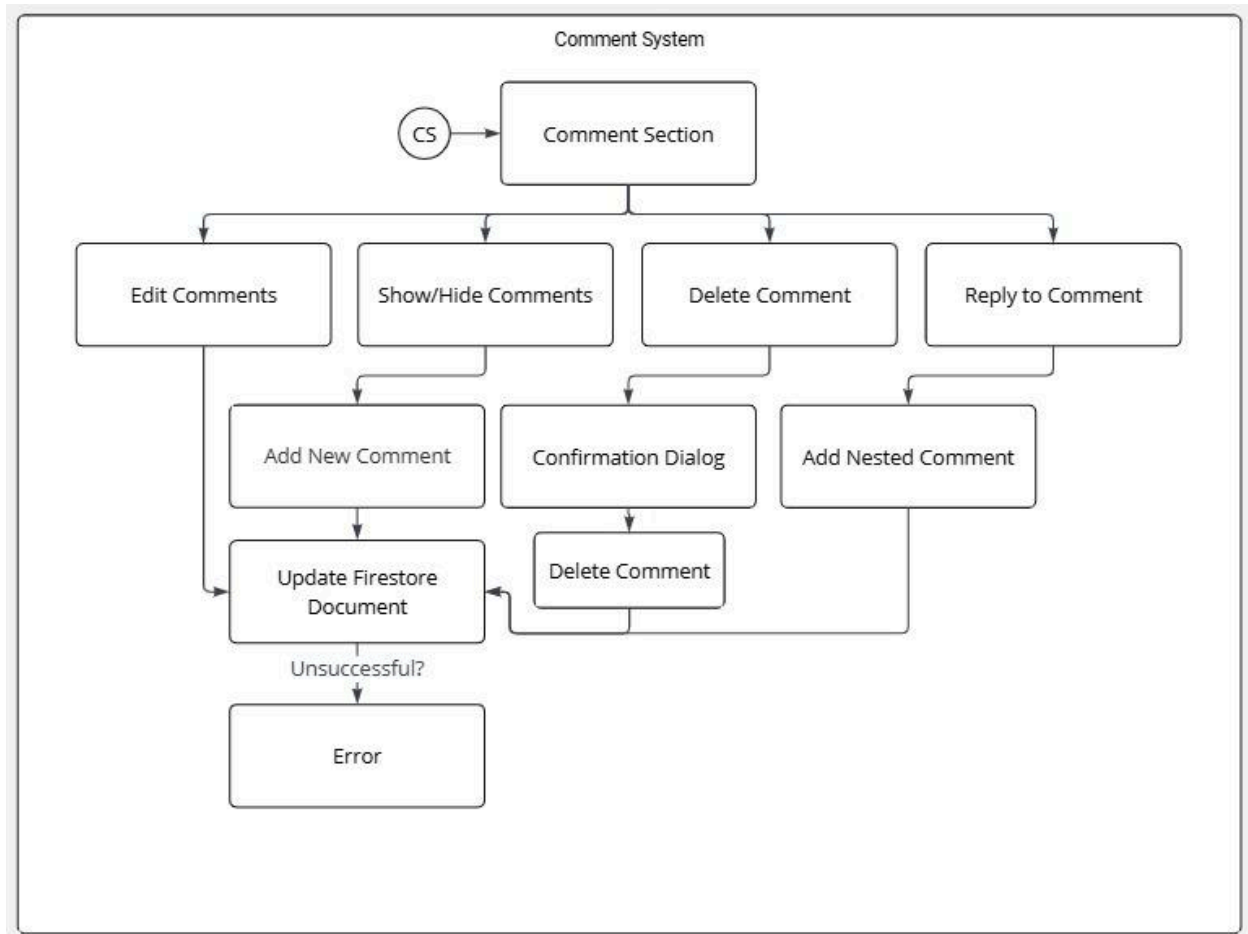 Comment System
CS
Comment Section
Edit Comments
Show/Hide Comments
Delete Comment
Reply to Comment
Add New Comment
Confirmation Dialog
Add Nested Comment
Update Firestore
Document
Delete Comment
Unsuccessful?
Error